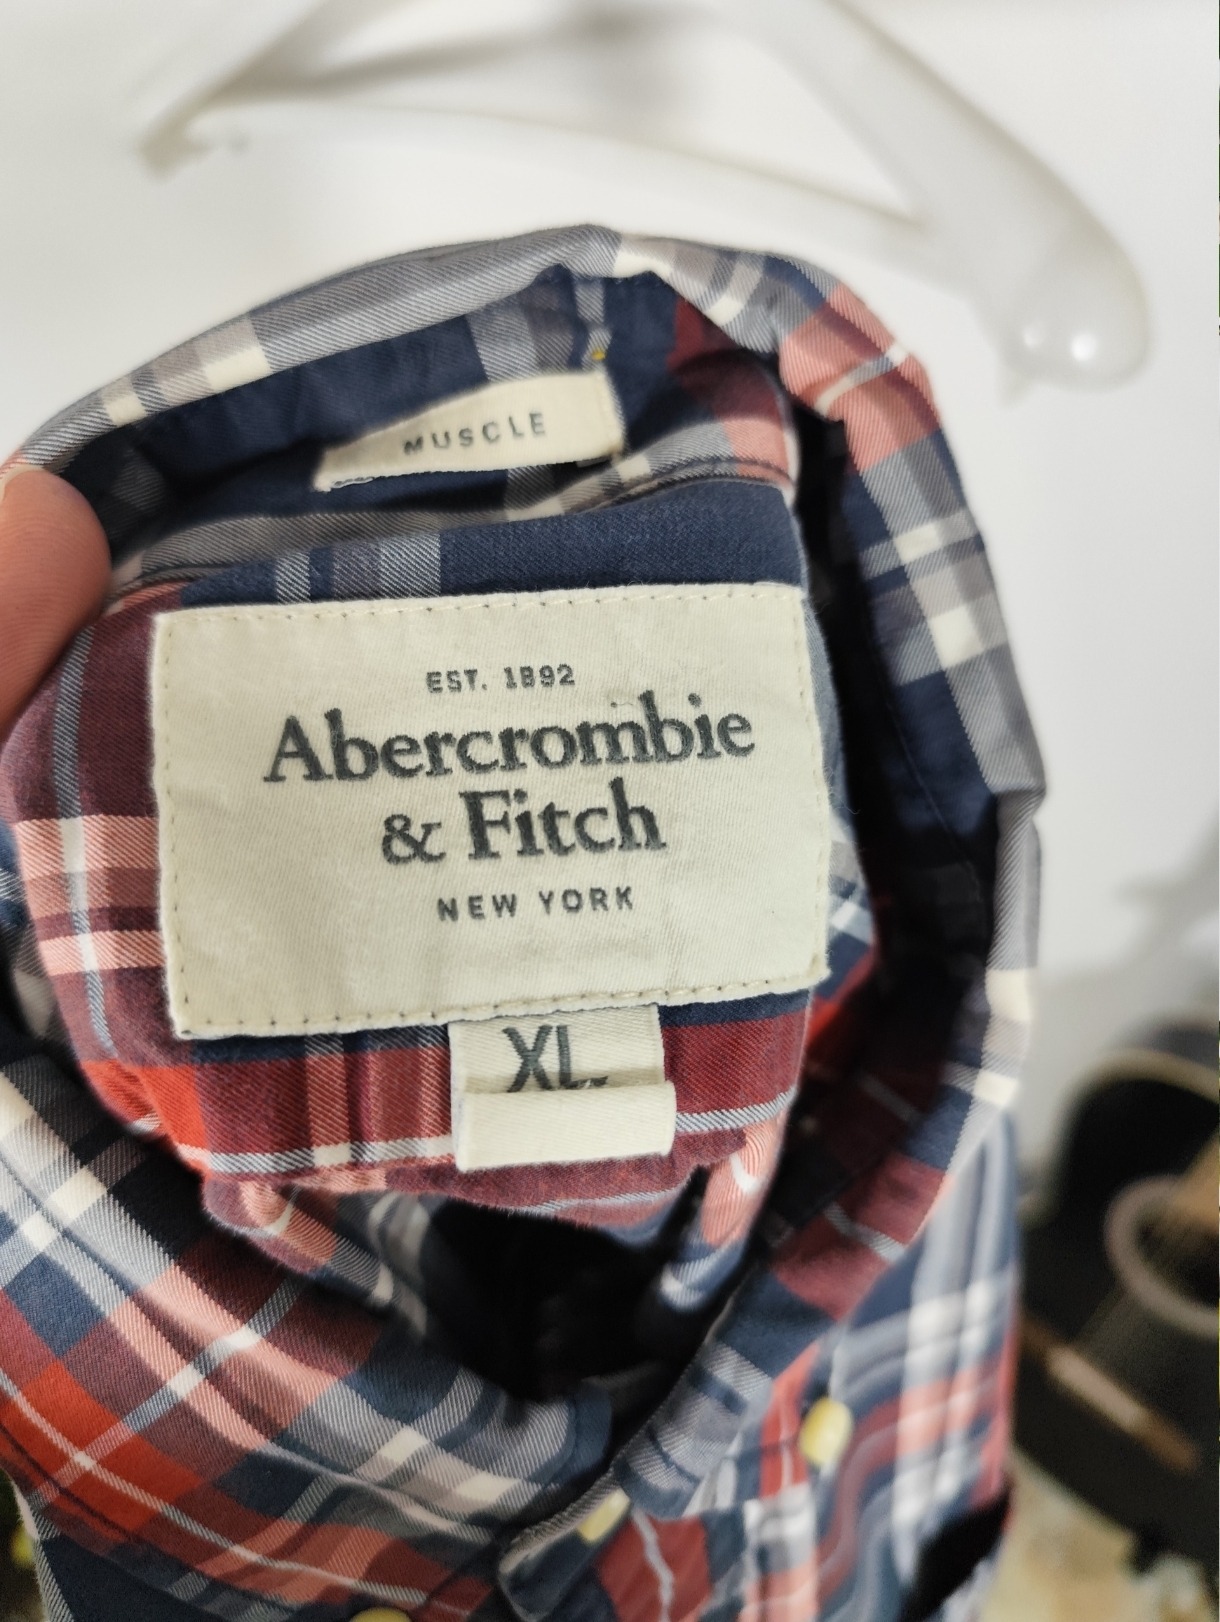 MUSCLE
EST. 1892
Abercrombie
& Fitch
NEW YORK
XL